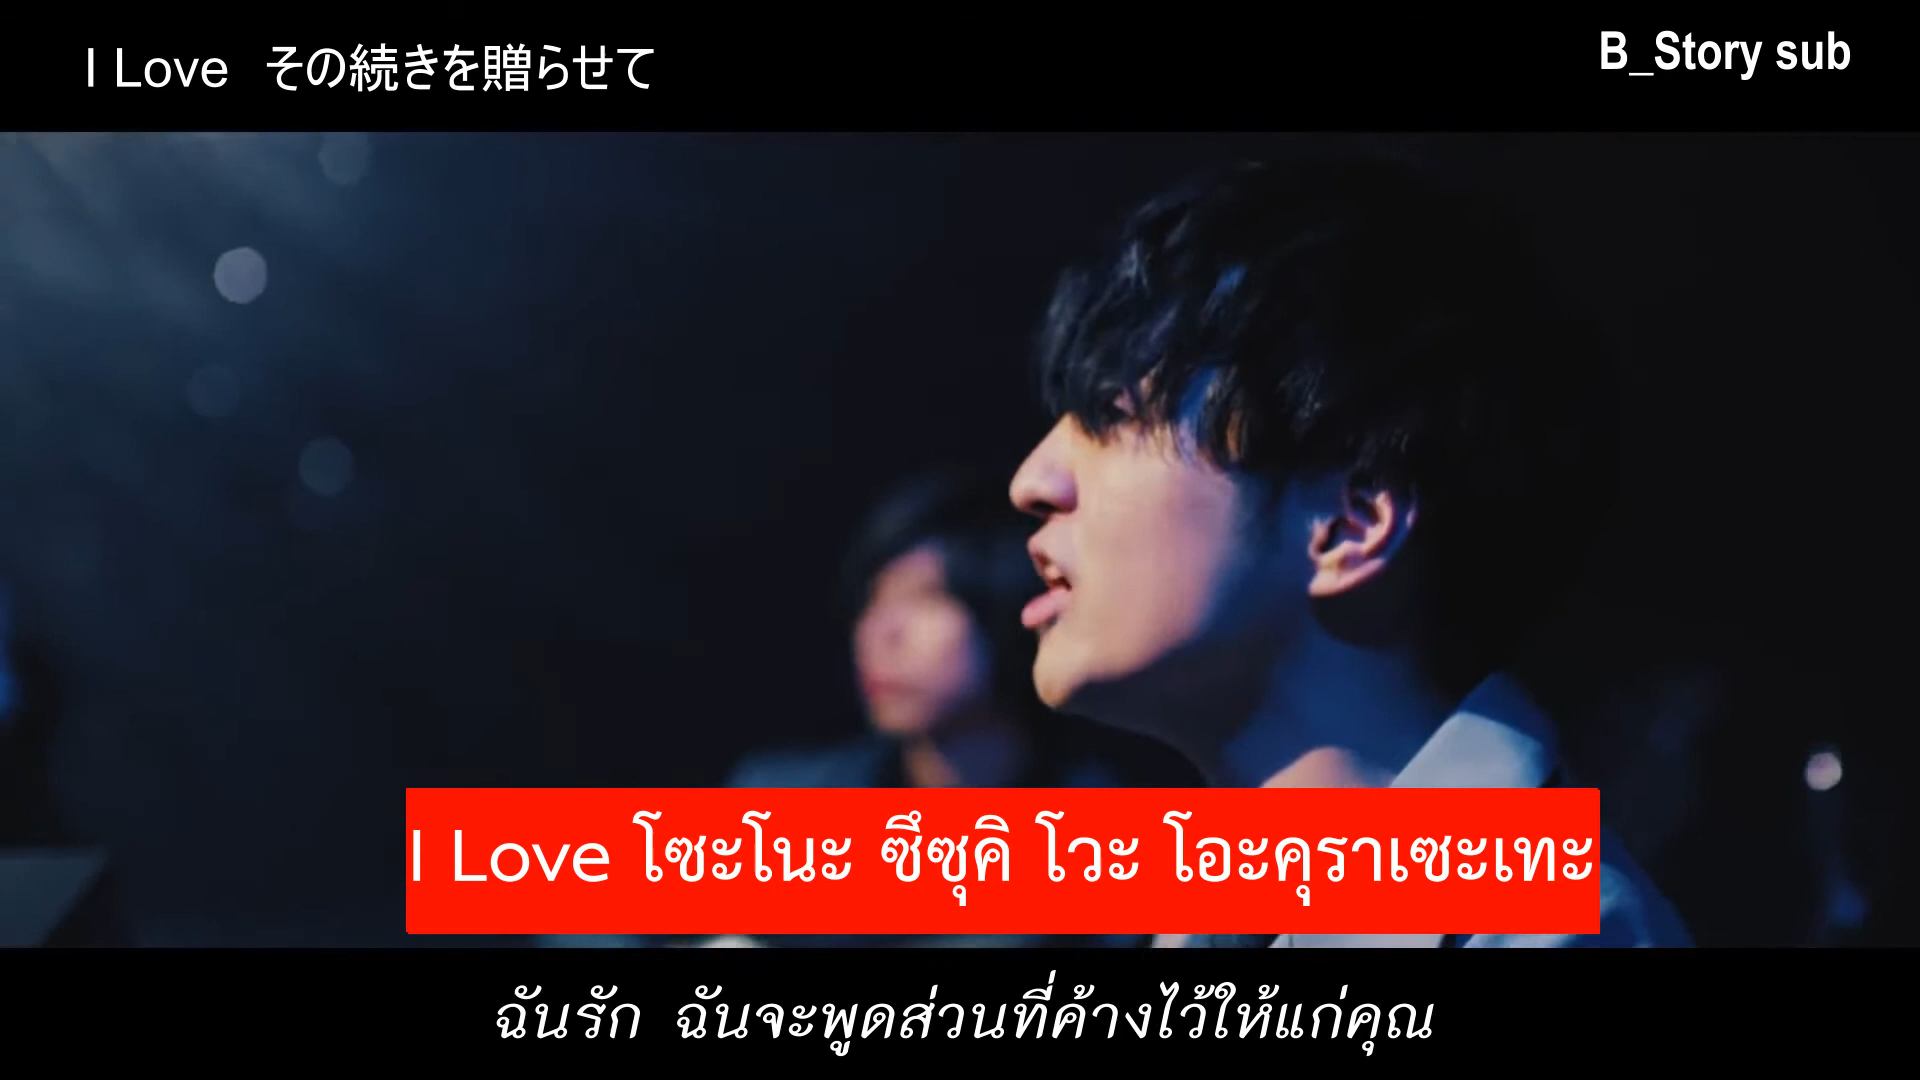 I Love その続きを贈らせて
B_Story sub
I Love โซะโนะ ซึซุคิ โวะ โอะคุราเซะเทะ
ฉันรัก ฉันจะพูดส่วนที่ค้างไว้ให้แก่คุณ